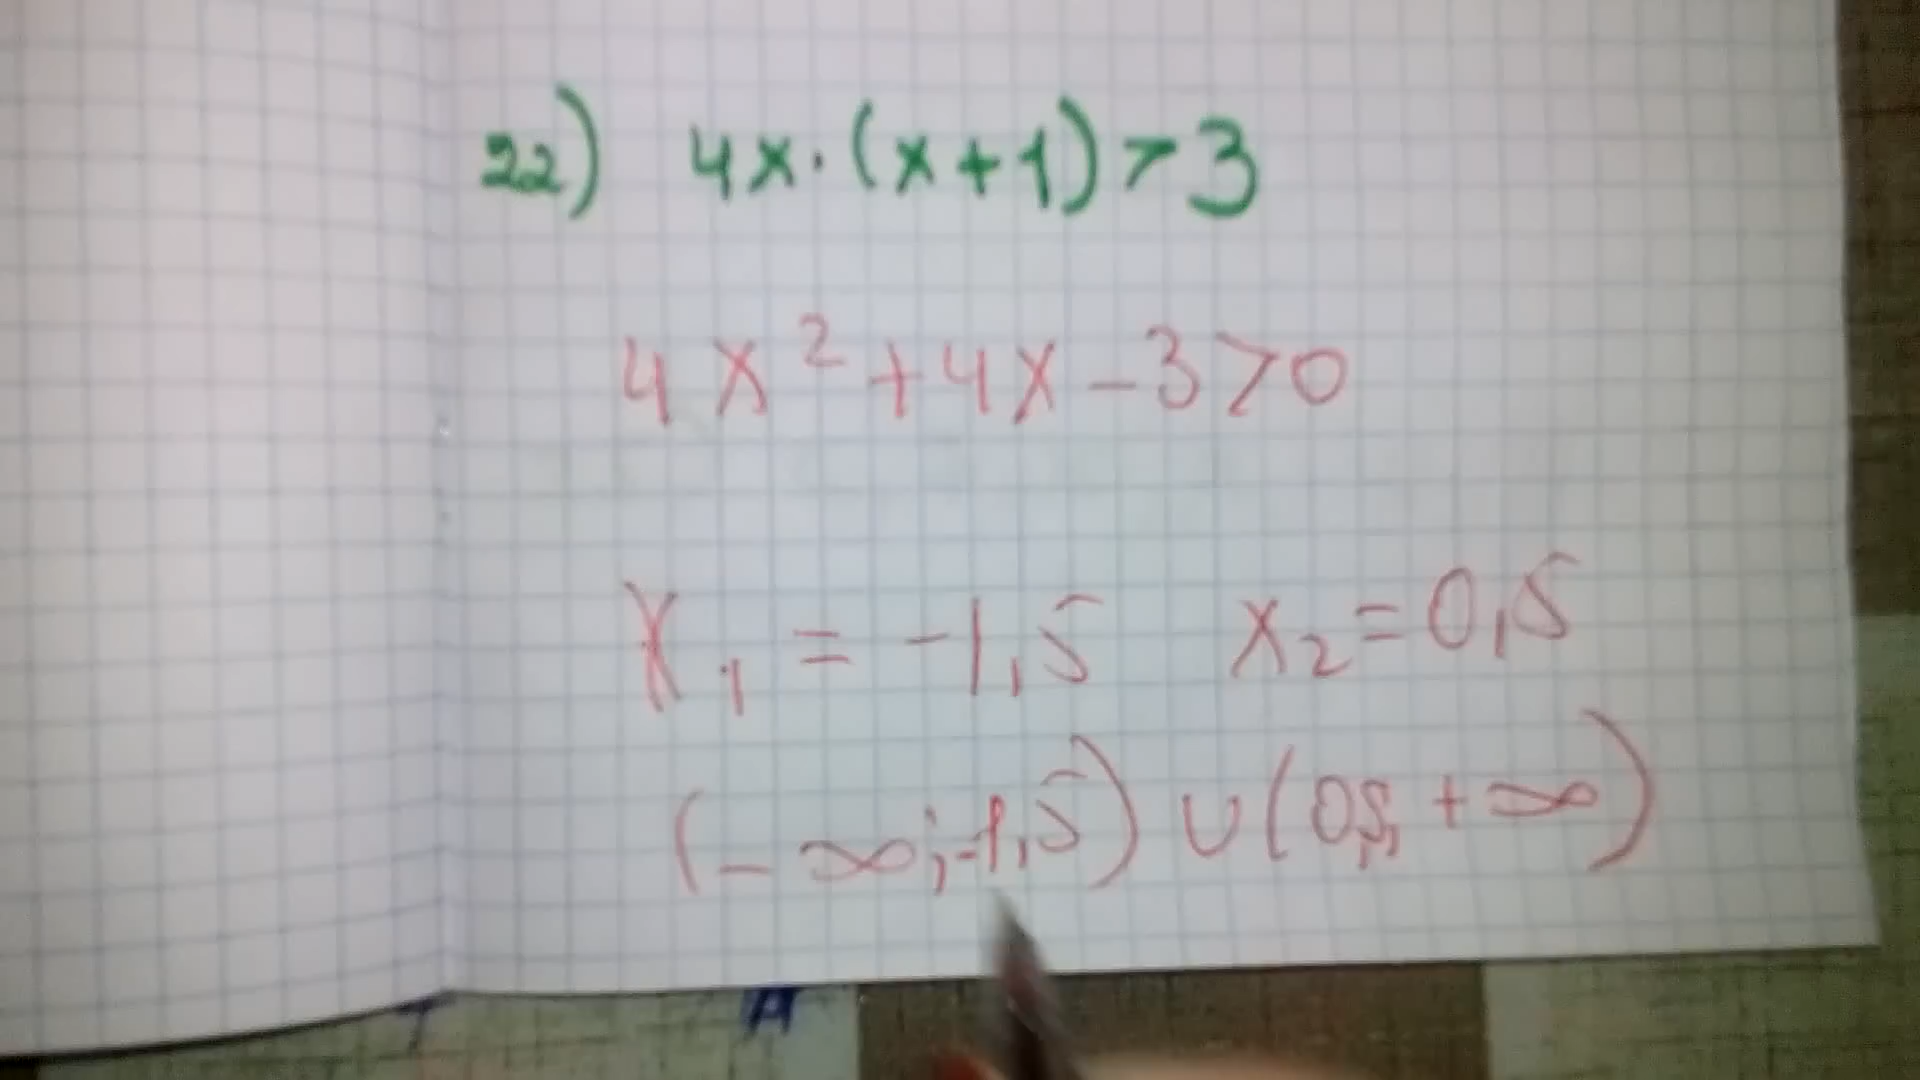 22) 4x·(x+1)>3
4x²+4x-3>0
x₁=-1,5 x₂=0,5
(-∞;-1,5)∪(0,5;+∞)
A